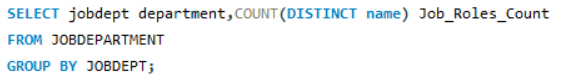 SELECT jobdept department,COUNT(DISTINCT name) Job_Roles_Count
FROM JOBDEPARTMENT
GROUP BY JOBDEPT;